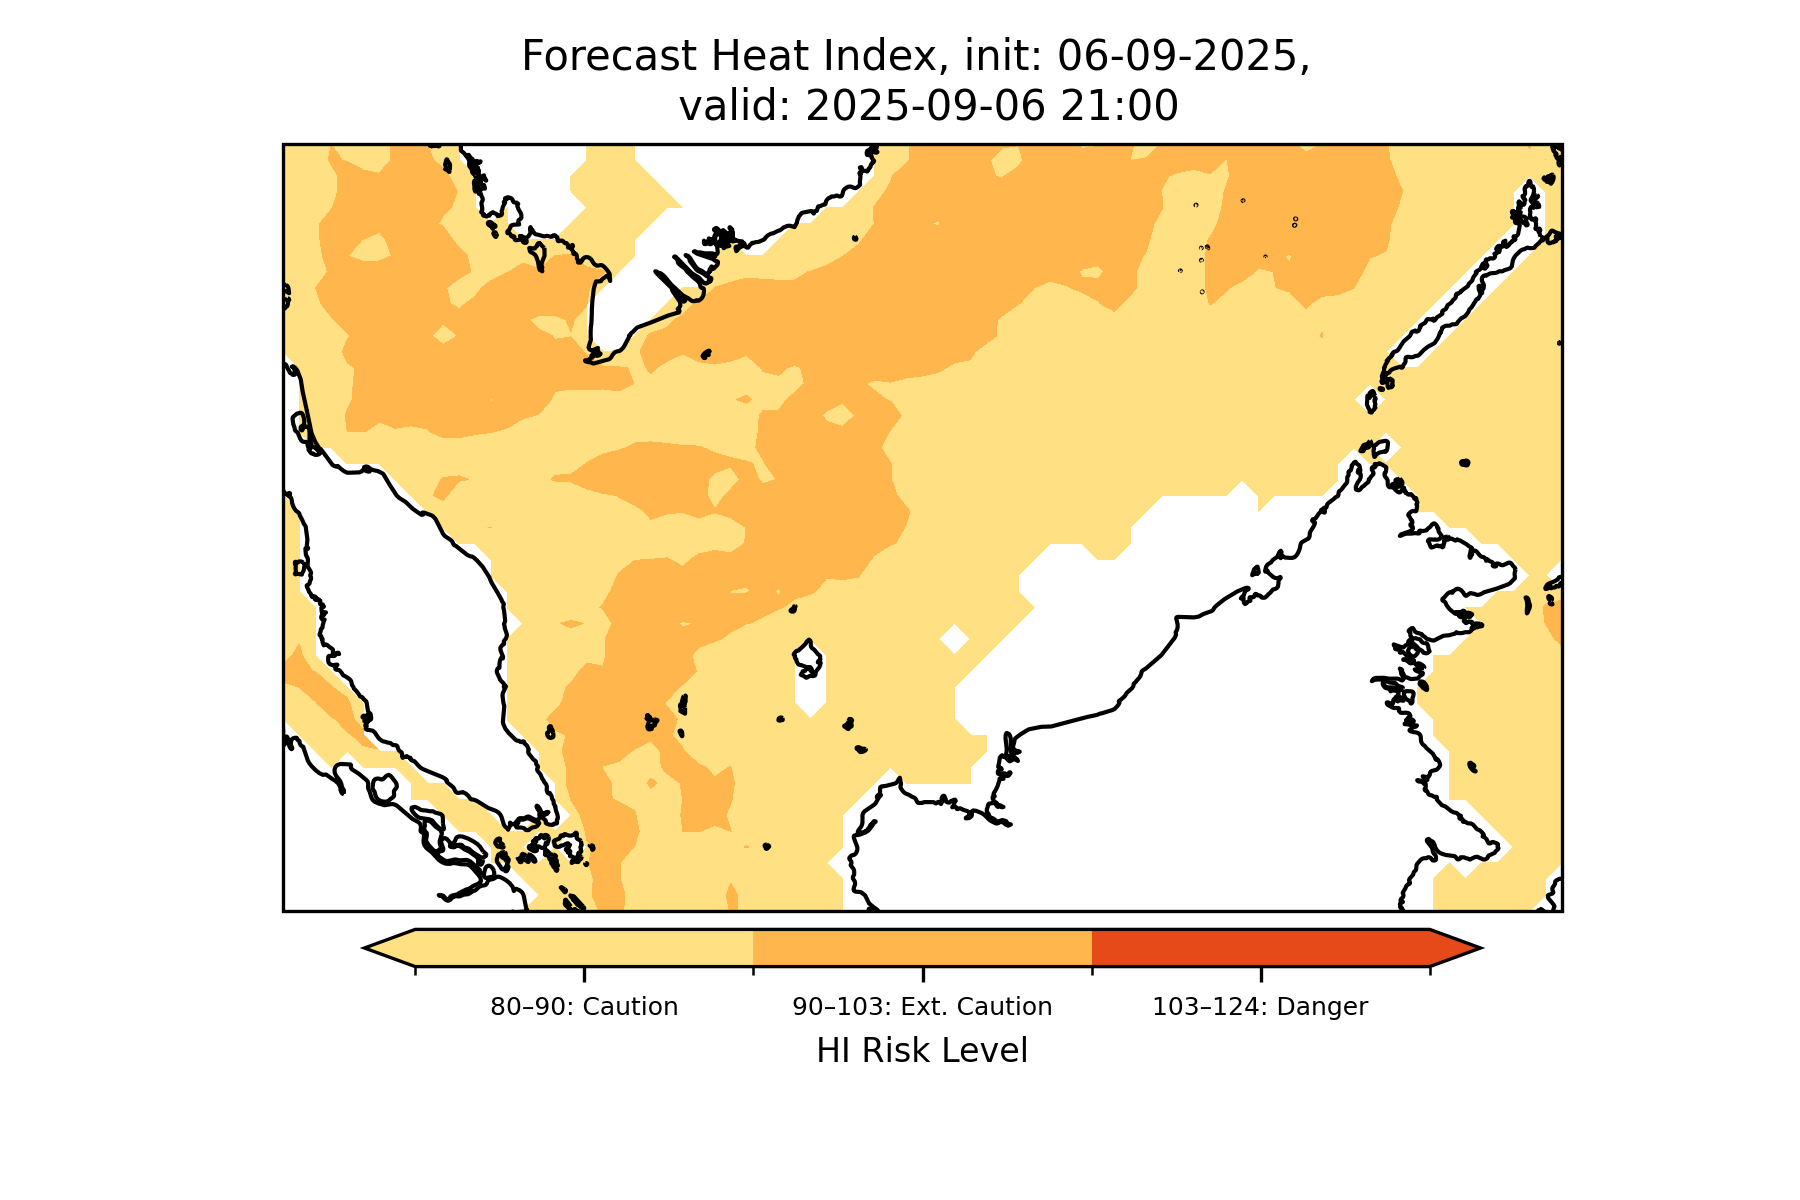 Forecast Heat Index, init: 06-09-2025,
valid: 2025-09-06 21:00
80–90: Caution
90–103: Ext. Caution
103–124: Danger
HI Risk Level